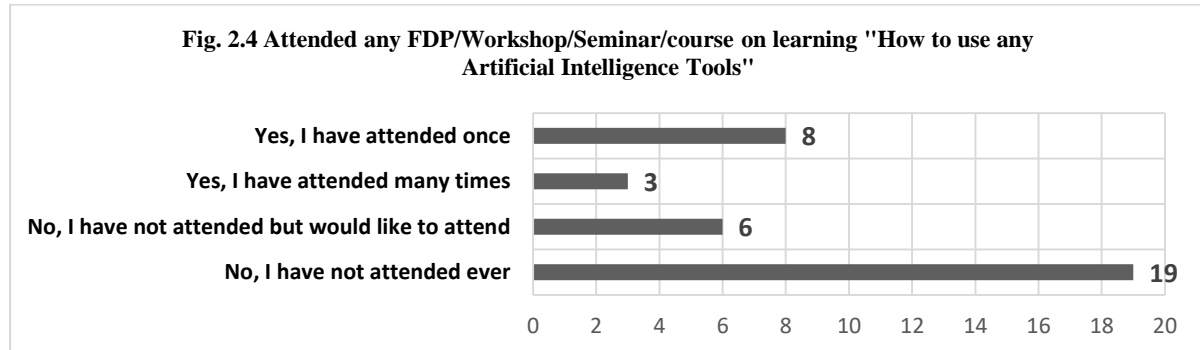 Fig. 2.4 Attended any FDP/Workshop/Seminar/course on learning "How to use any
Artificial Intelligence Tools"
Yes, I have attended once
8
Yes, I have attended many times
3
No, I have not attended but would like to attend
6
No, I have not attended ever
19
0 2 4 6 8 10 12 14 16 18 20